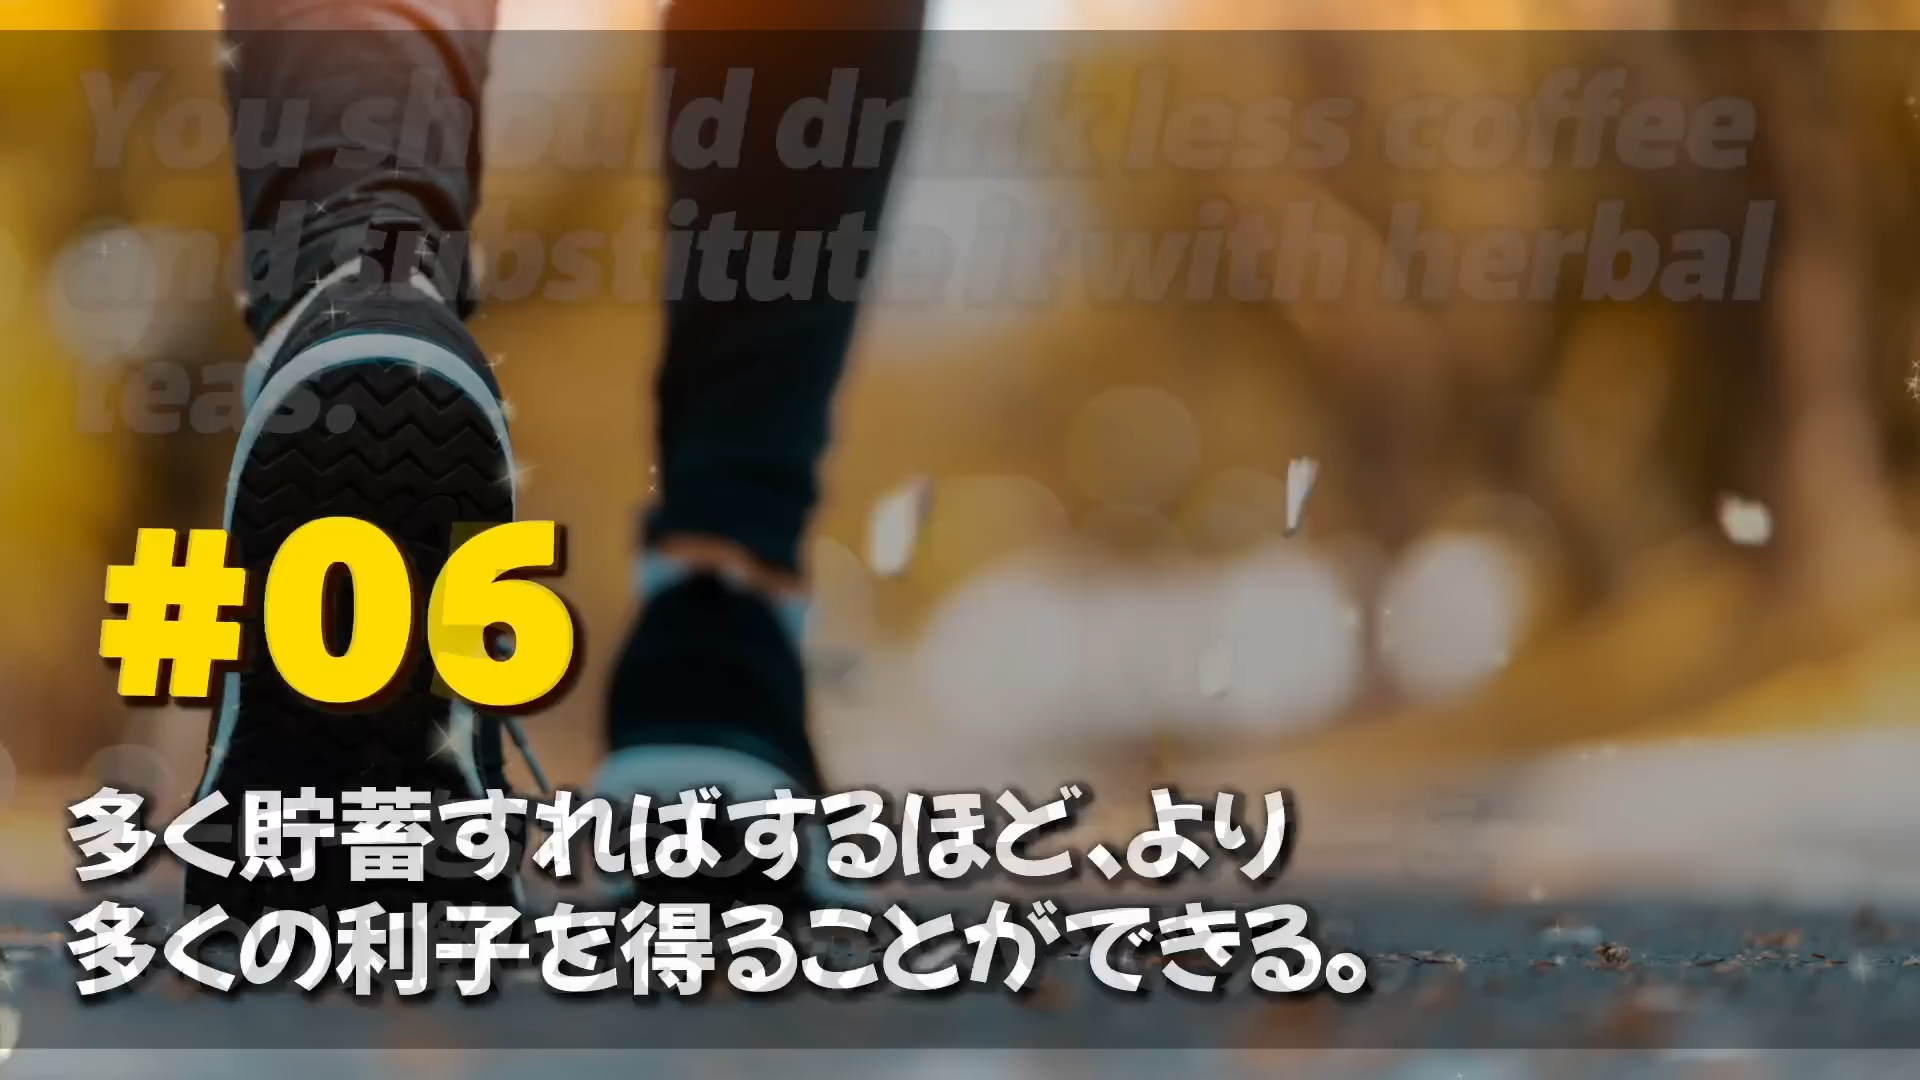 You should drink less coffee
and substitute it with herbal
teas.
#06
多く貯蓄すればするほど、より
多くの利子を得ることができる。